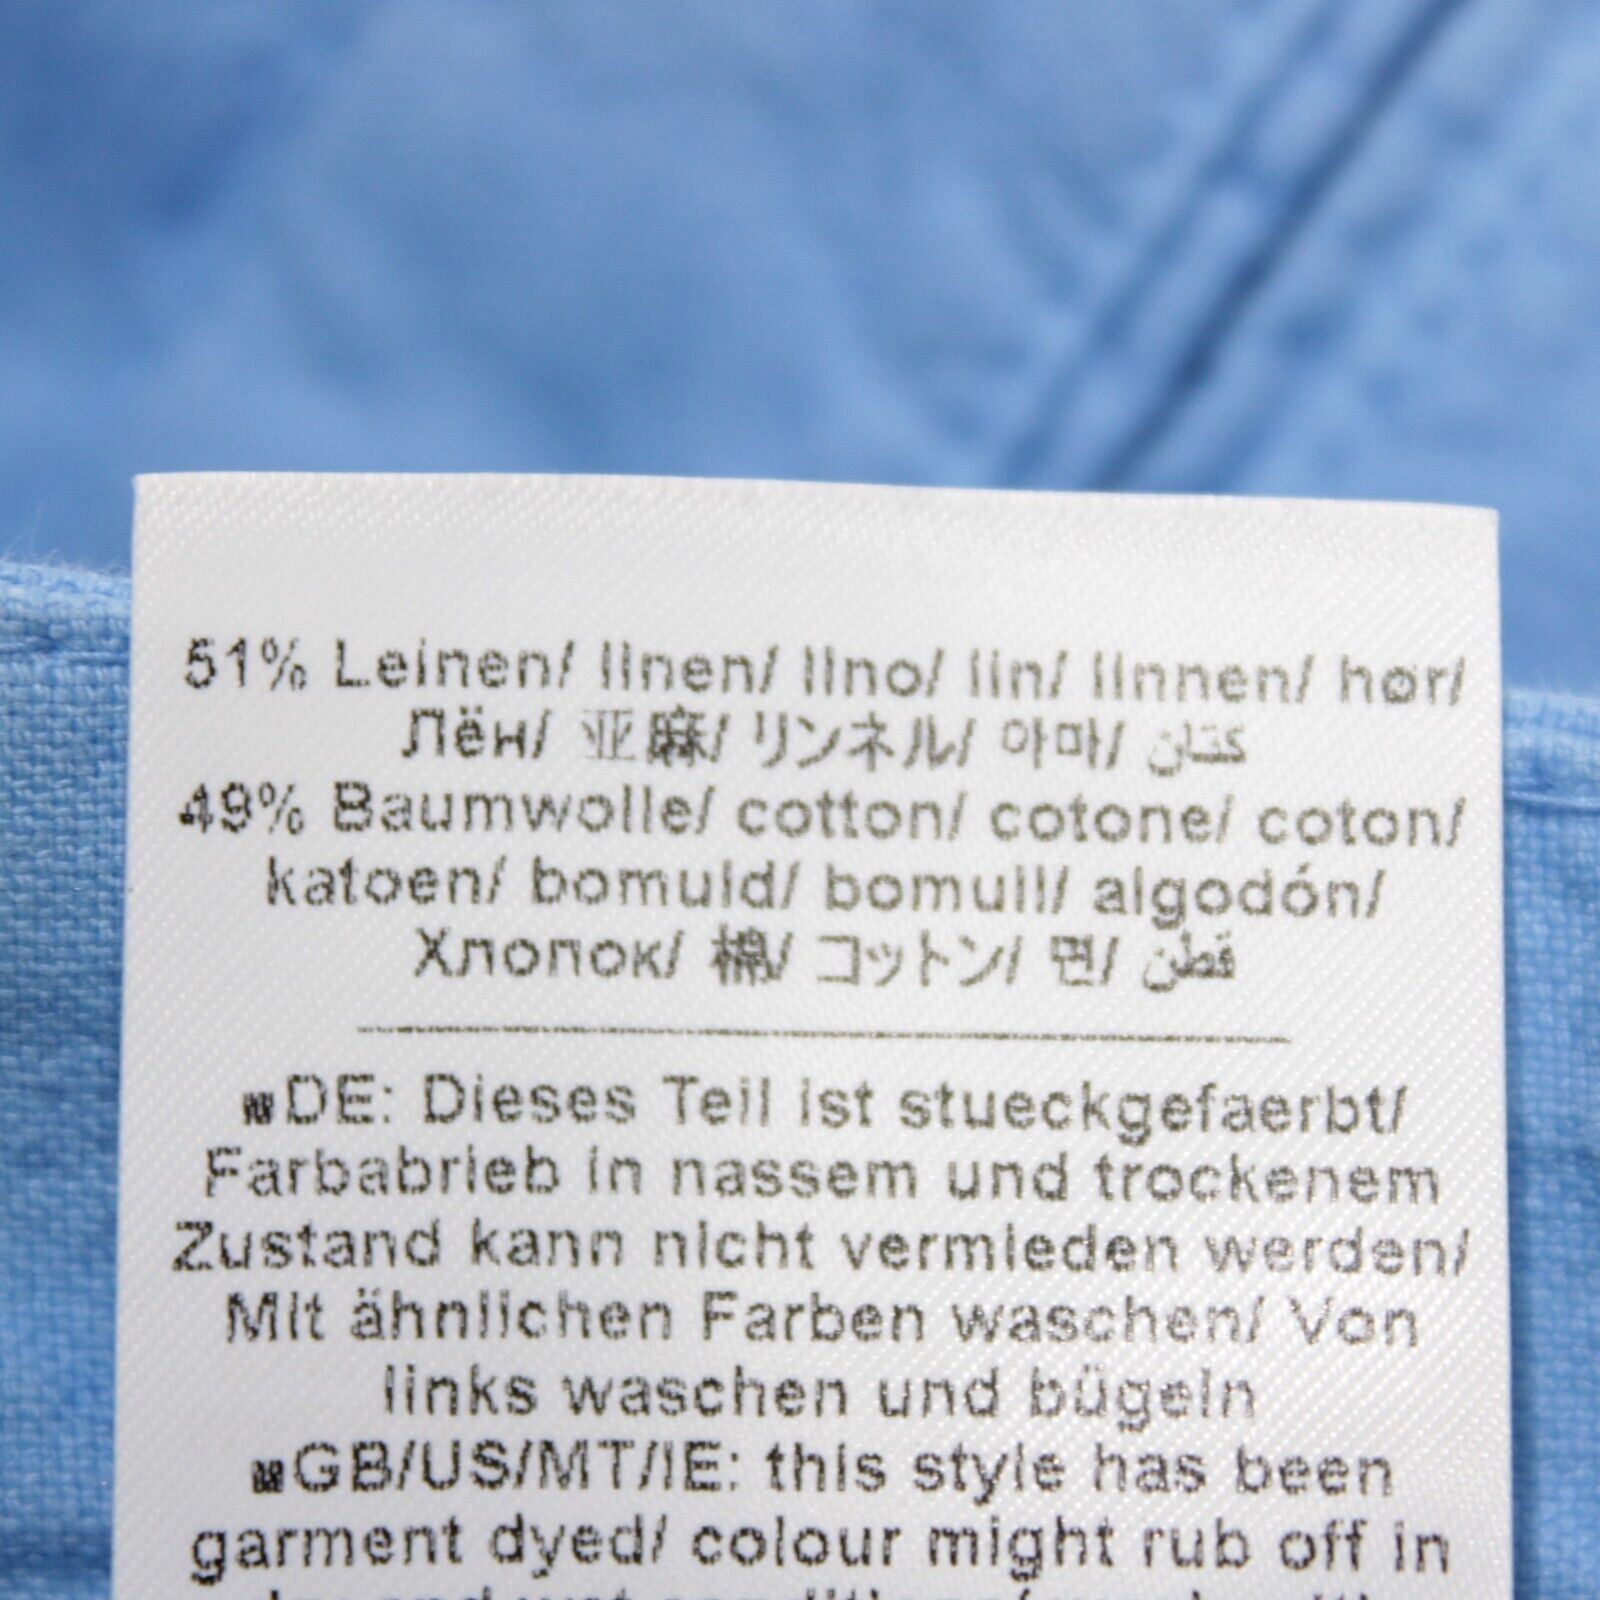 51% Leinen/ linen/ lino/ lin/ linnen/ hør/
Лён/ 亚麻/ リンネル/ 아마/ كتان
49% Baumwolle/ cotton/ cotone/ coton/
katoen/ bomuld/ bomull/ algodón/
Хлопок/ 棉/ コットン/ 면/ قطن
DE: Dieses Teil ist stueckgefaerbt/
Farbabrieb in nassem und trockenem
Zustand kann nicht vermieden werden/
Mit ähnlichen Farben waschen/ Von
links waschen und bügeln
GB/US/MT/IE: this style has been
garment dyed/ colour might rub off in